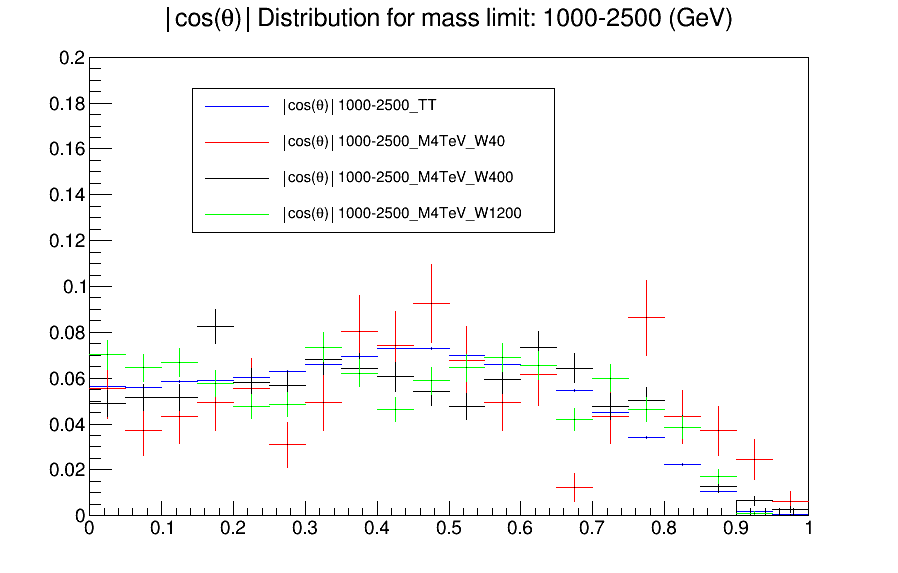 |cos(θ)| Distribution for mass limit: 1000-2500 (GeV)
0.2
0.18
0.16
0.14
0.12
0.1
0.08
0.06
0.04
0.02
0
|cos(θ)| 1000-2500_TT
|cos(θ)| 1000-2500_M4TeV_W40
|cos(θ)| 1000-2500_M4TeV_W400
|cos(θ)| 1000-2500_M4TeV_W1200
0 0.1 0.2 0.3 0.4 0.5 0.6 0.7 0.8 0.9 1